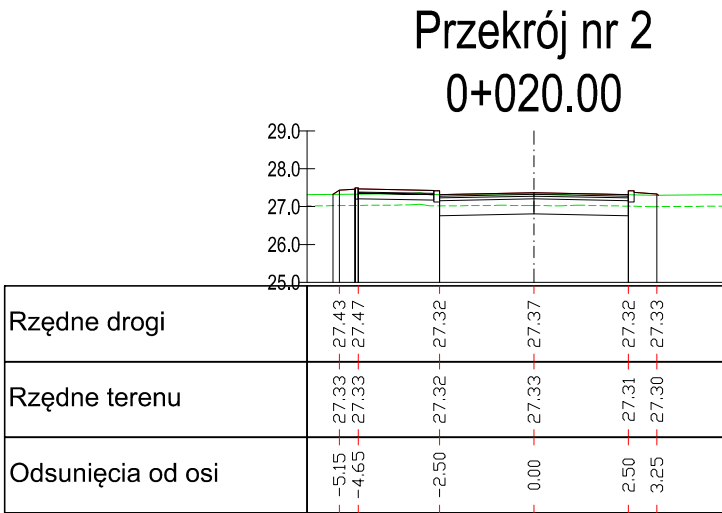 Przekrój nr 2
0+020.00
29.0
28.0
27.0
26.0
25.0
Rzędne drogi 27.43 27.47 27.32 27.37 27.32 27.33
Rzędne terenu 27.33 27.33 27.32 27.33 27.31 27.30
Odsunięcia od osi -5.15 -4.65 -2.50 0.00 2.50 3.25